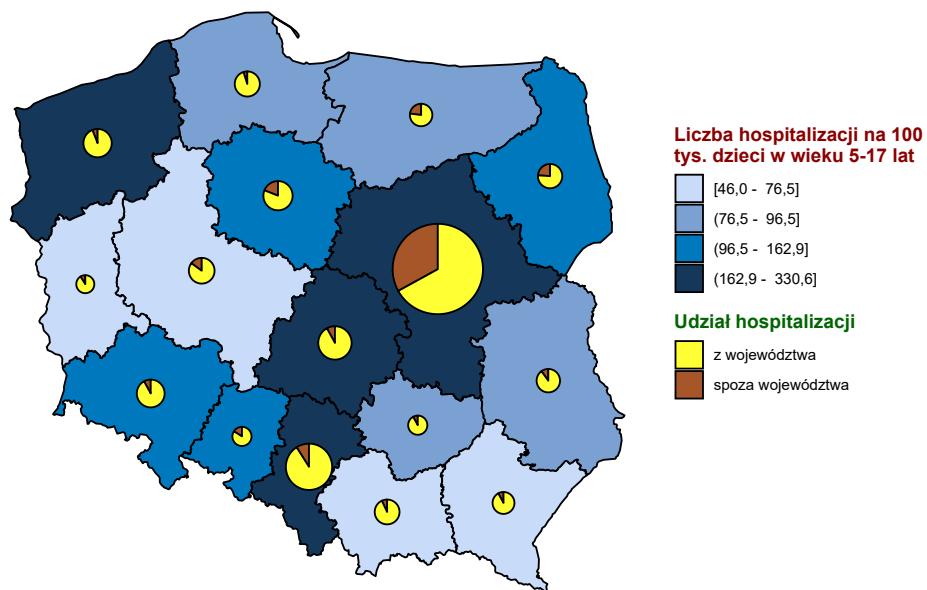 Liczba hospitalizacji na 100
tys. dzieci w wieku 5-17 lat
[46,0 - 76,5]
(76,5 - 96,5]
(96,5 - 162,9]
(162,9 - 330,6]
Udział hospitalizacji
z województwa
spoza województwa